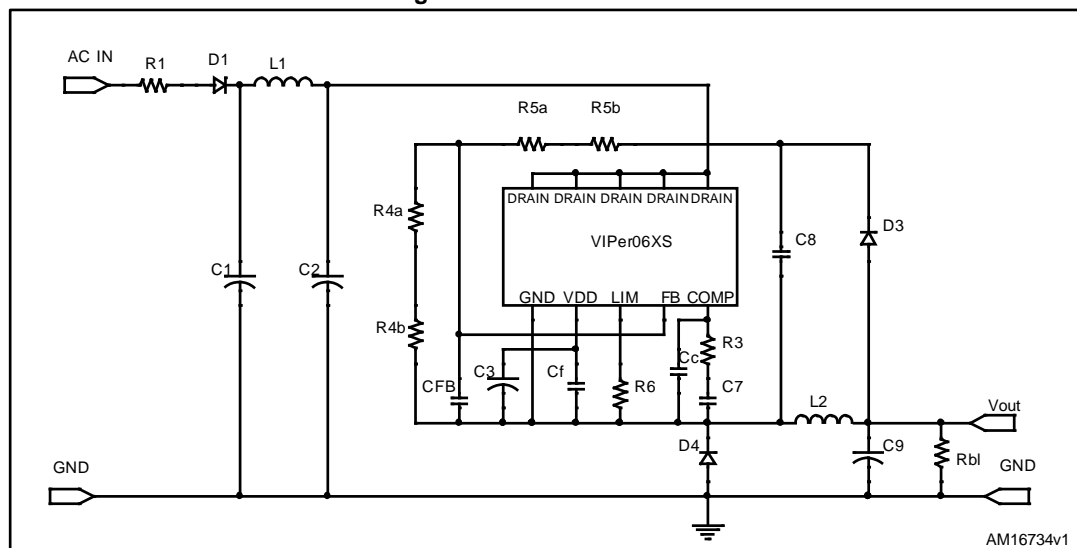 AC IN
R1
D1
L1
R5a
R5b
DRAIN DRAIN DRAIN DRAIN DRAIN
R4a
VIPer06XS
C8
D3
C1
C2
GND VDD LIM FB COMP
R4b
R3
Cc
C3
Cf
CFB
R6
C7
L2
Vout
D4
C9
Rbl
GND
GND
AM16734v1